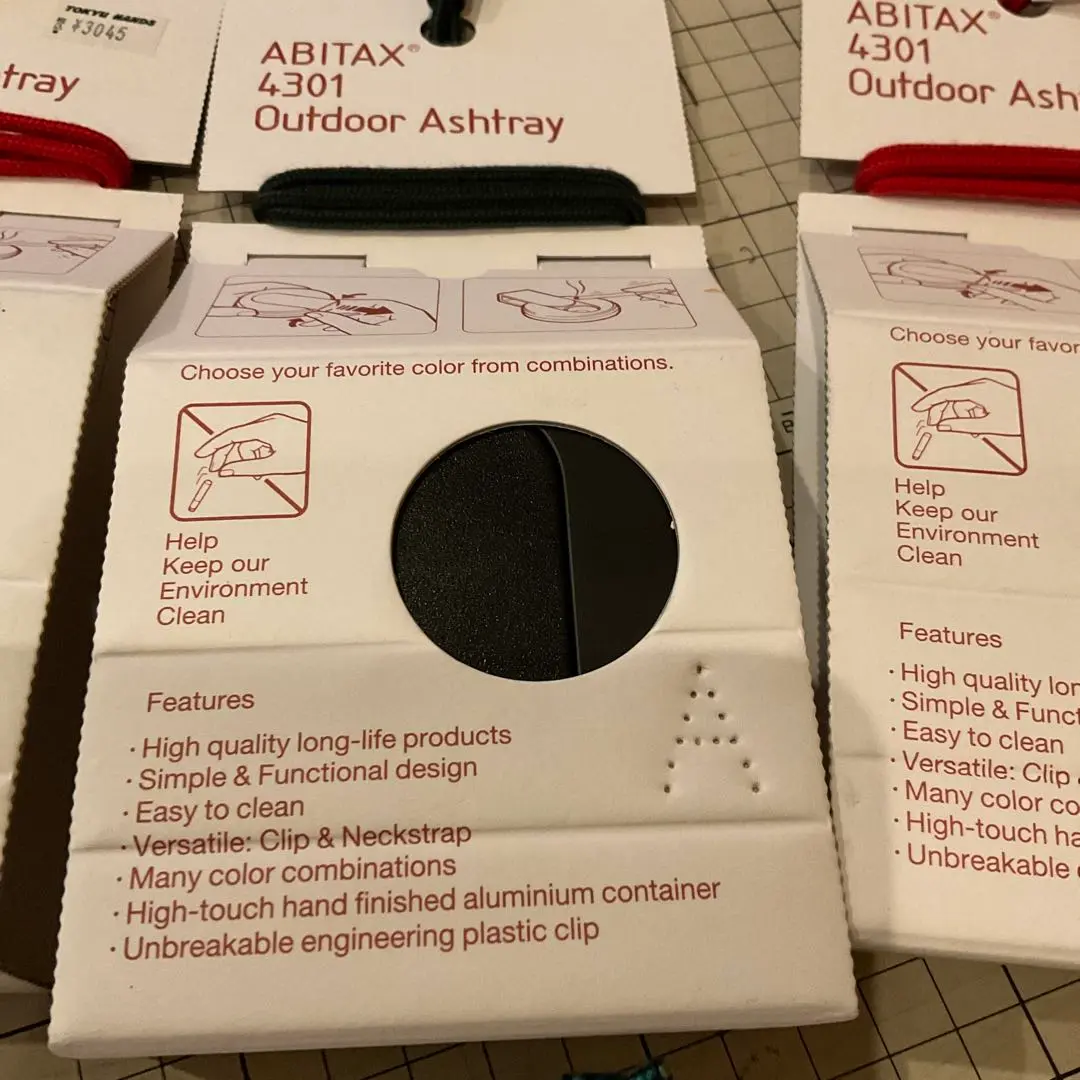 TOKYU HANDS
¥3045
tray
ABITAX®
4301
Outdoor Ashtray
Choose your favorite color from combinations.
Help
Keep our
Environment
Clean
Features
· High quality long-life products
· Simple & Functional design
· Easy to clean
· Versatile: Clip & Neckstrap
· Many color combinations
· High-touch hand finished aluminium container
· Unbreakable engineering plastic clip
A
ABITAX®
4301
Outdoor Ash
Choose your favor
Help
Keep our
Environment
Clean
Features
· High quality lon
· Simple & Funct
· Easy to clean
· Versatile: Clip
· Many color co
· High-touch ha
· Unbreakable